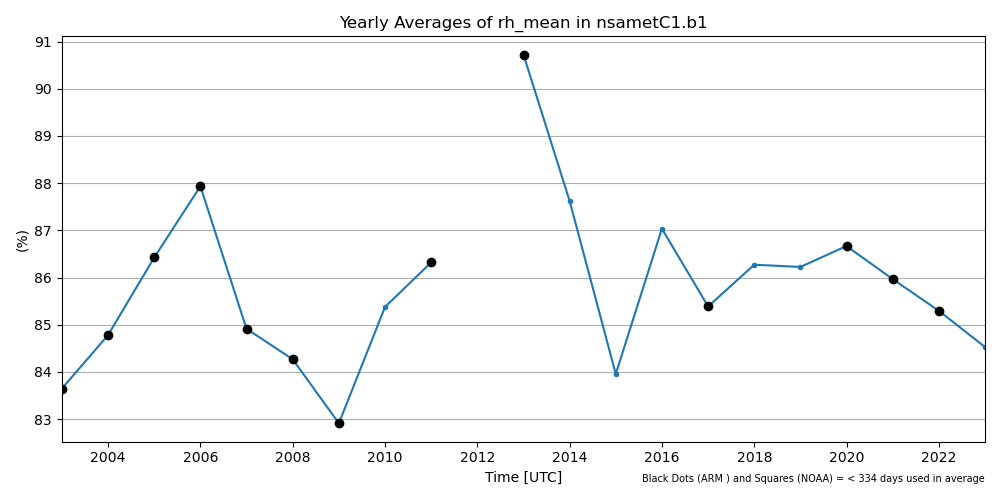 Yearly Averages of rh_mean in nsametC1.b1
91
90
89
88
87
86
85
84
83
(%)
2004 2006 2008 2010 2012 2014 2016 2018 2020 2022
Time [UTC]
Black Dots (ARM ) and Squares (NOAA) = < 334 days used in average